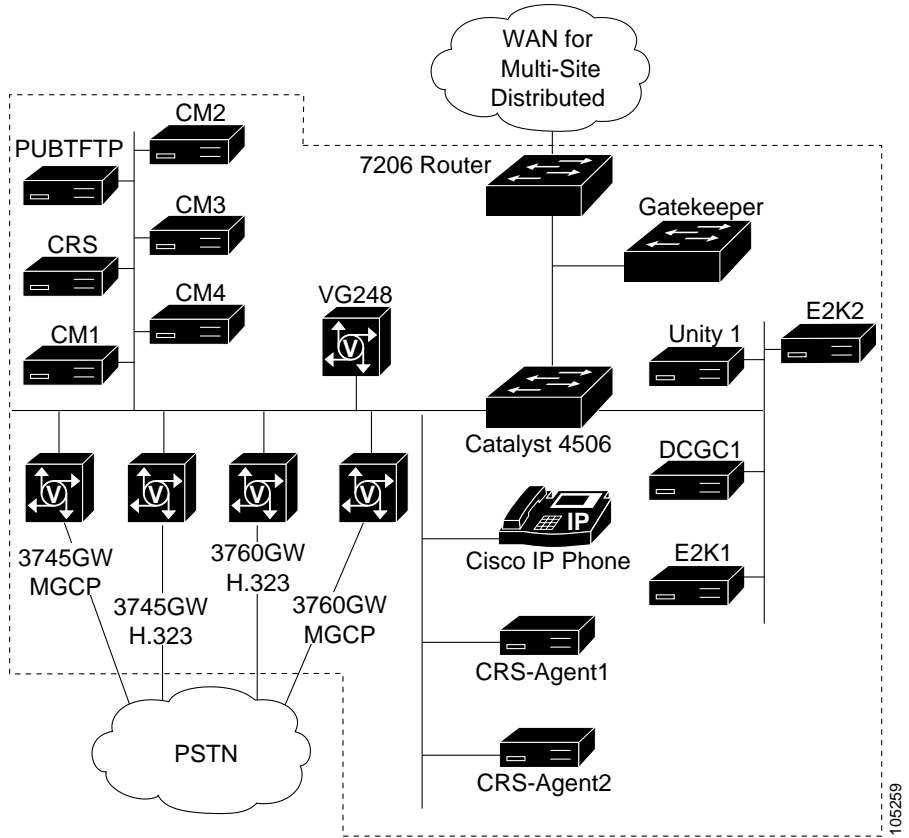 WAN for
Multi-Site
Distributed
CM2
PUBTFTP
7206 Router
CM3
Gatekeeper
CRS
CM4
VG248
E2K2
CM1
Unity 1
Catalyst 4506
DCGC1
V
V
V
V
V
IP
3745GW
MGCP
3745GW
H.323
3760GW
H.323
3760GW
MGCP
Cisco IP Phone
E2K1
CRS-Agent1
PSTN
CRS-Agent2
105259